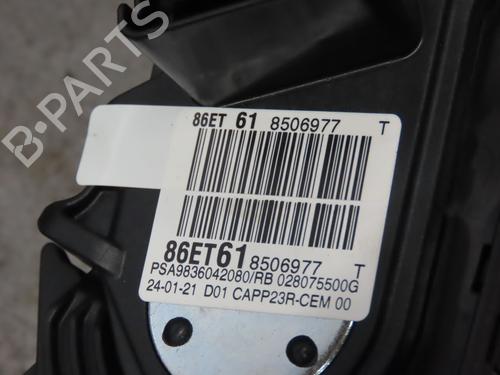 B PARTS
86ET 61 8506977 T
86ET61 8506977 T
PSA9836042080/RB 028075500G
24-01-21 D01 CAPP23R-CEM 00